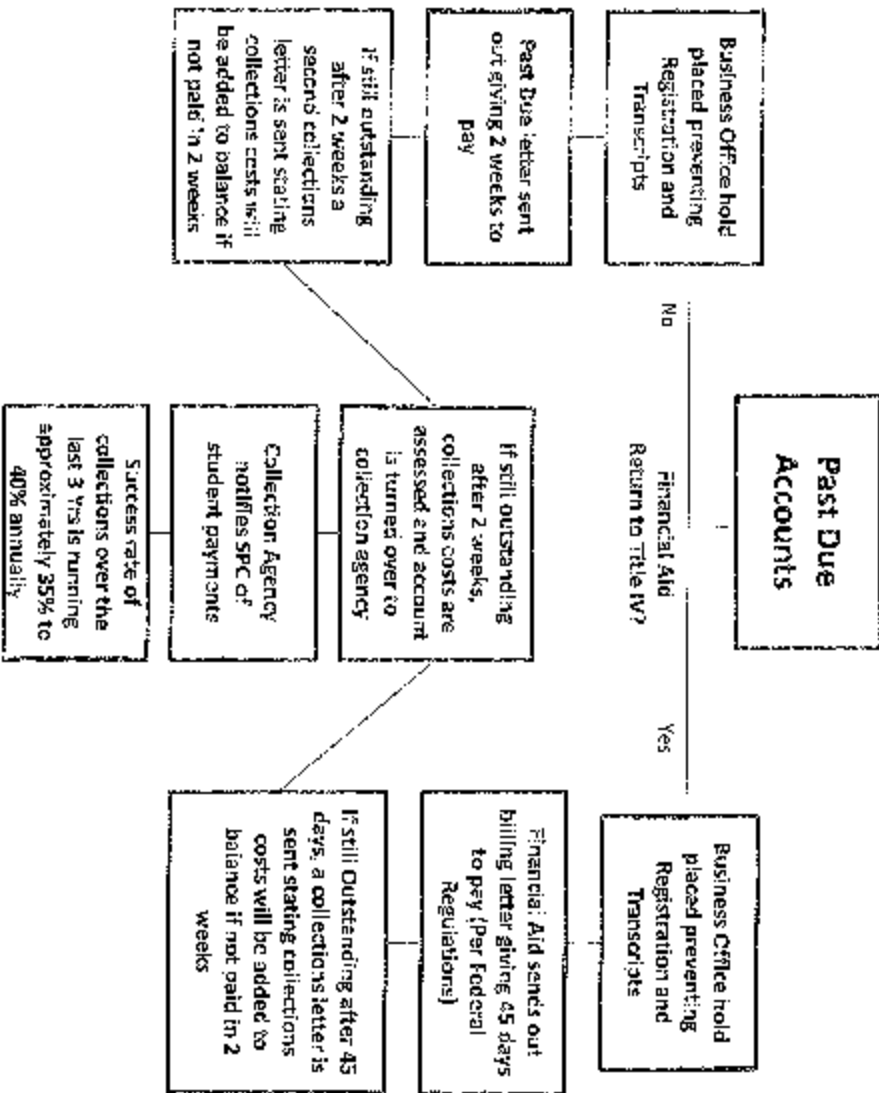 Past Due
Accounts
Financial Aid
Return to Title IV?
No
Yes
Business Office hold
placed preventing
Registration and
Transcripts
Past Due letter sent
out giving 2 weeks to
pay
If still outstanding
after 2 weeks a
second collections
letter is sent stating
collections costs will
be added to balance if
not paid in 2 weeks
Business Office hold
placed preventing
Registration and
Transcripts
Financial Aid sends out
billing letter giving 45 days
to pay (Per Federal
Regulations)
If still Outstanding after 45
days, a collections letter is
sent stating collections
costs will be added to
balance if not paid in 2
weeks
If still outstanding
after 2 weeks,
collections costs are
assessed and account
is turned over to
collection agency
Collection Agency
notifies SPC of
student payments
Success rate of
collections over the
last 3 Yrs is running
approximately 35% to
40% annually